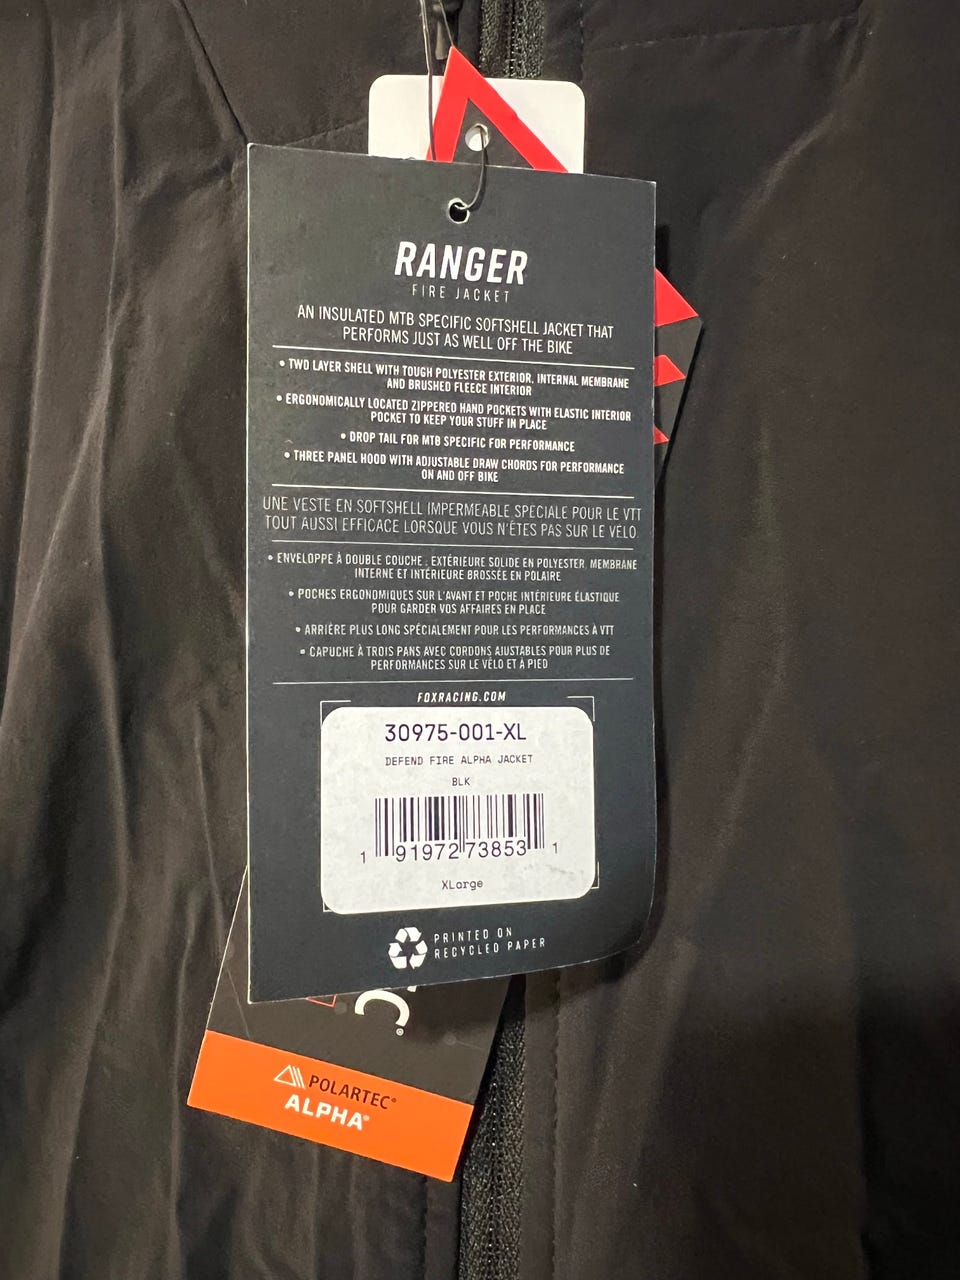 RANGER
FIRE JACKET
AN INSULATED MTB SPECIFIC SOFTSHELL JACKET THAT
PERFORMS JUST AS WELL OFF THE BIKE
• TWO LAYER SHELL WITH TOUGH POLYESTER EXTERIOR, INTERNAL MEMBRANE
AND BRUSHED FLEECE INTERIOR
• ERGONOMICALLY LOCATED ZIPPERED HAND POCKETS WITH ELASTIC INTERIOR
POCKET TO KEEP YOUR STUFF IN PLACE
• DROP TAIL FOR MTB SPECIFIC FOR PERFORMANCE
• THREE PANEL HOOD WITH ADJUSTABLE DRAW CHORDS FOR PERFORMANCE
ON AND OFF BIKE
UNE VESTE EN SOFTSHELL IMPERMEABLE SPÉCIALE POUR LE VTT
TOUT AUSSI EFFICACE LORSQUE VOUS N'ÊTES PAS SUR LE VÉLO.
• ENVELOPPE À DOUBLE COUCHE . EXTÉRIEURE SOLIDE EN POLYESTER, MEMBRANE
INTERNE ET INTÉRIEURE BROSSÉE EN POLAIRE
• POCHES ERGONOMIQUES SUR L'AVANT ET POCHE INTÉRIEURE ÉLASTIQUE
POUR GARDER VOS AFFAIRES EN PLACE
• ARRIÈRE PLUS LONG SPÉCIALEMENT POUR LES PERFORMANCES À VTT
• CAPUCHE À TROIS PANS AVEC CORDONS AJUSTABLES POUR PLUS DE
PERFORMANCES SUR LE VÉLO ET À PIED
FOXRACING.COM
30975-001-XL
DEFEND FIRE ALPHA JACKET
BLK
1 91972 73853 1
XLarge
PRINTED ON
RECYCLED PAPER
POLARTEC®
ALPHA®